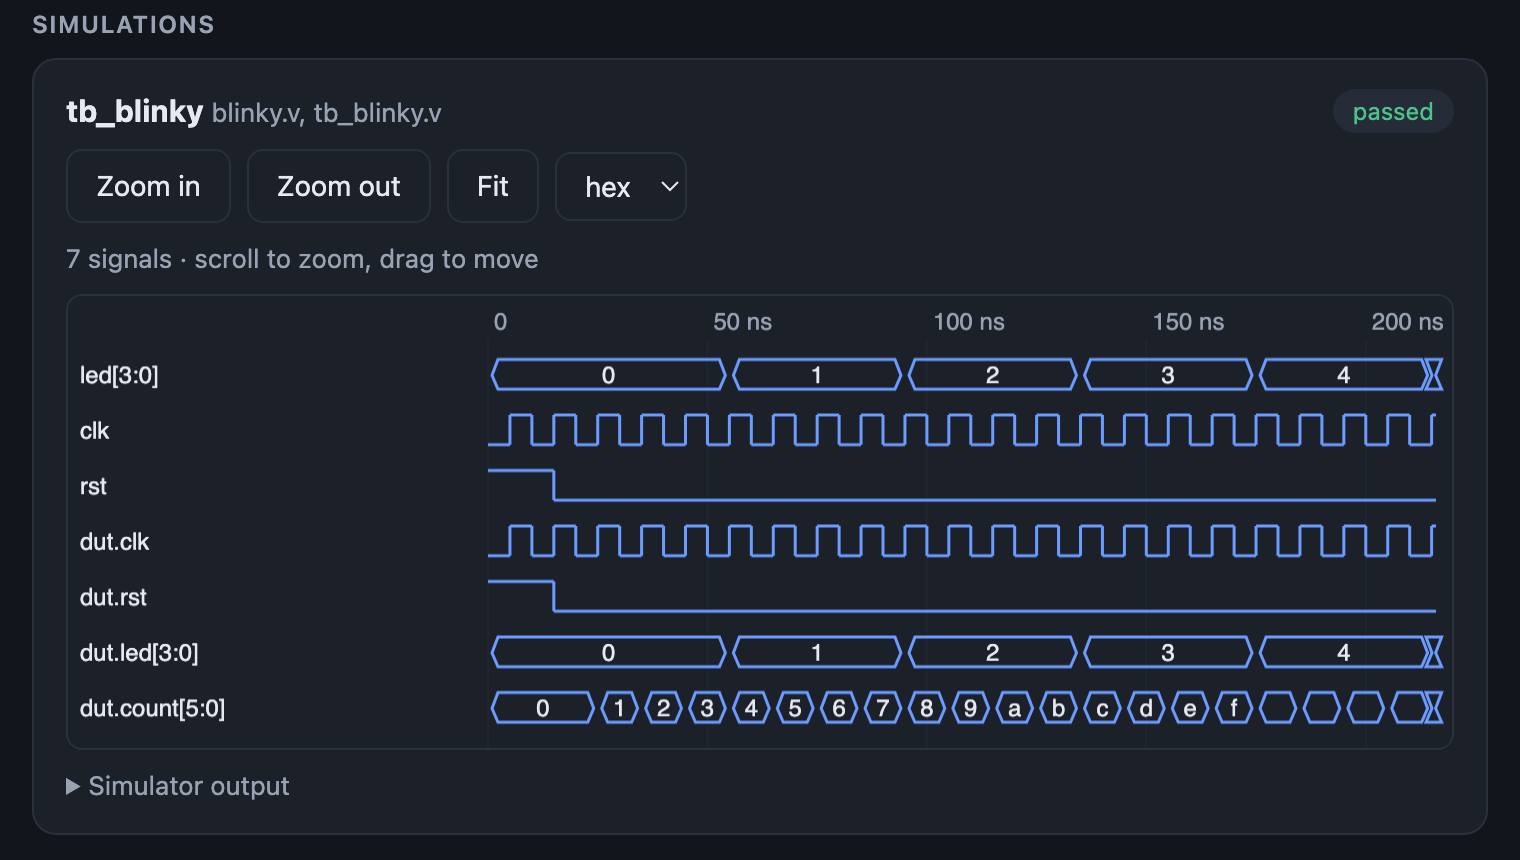 SIMULATIONS
tb_blinky blinky.v, tb_blinky.v passed
Zoom in Zoom out Fit hex
7 signals · scroll to zoom, drag to move
0 50 ns 100 ns 150 ns 200 ns
led[3:0] 0 1 2 3 4
clk
rst
dut.clk
dut.rst
dut.led[3:0] 0 1 2 3 4
dut.count[5:0] 0 1 2 3 4 5 6 7 8 9 a b c d e f
Simulator output